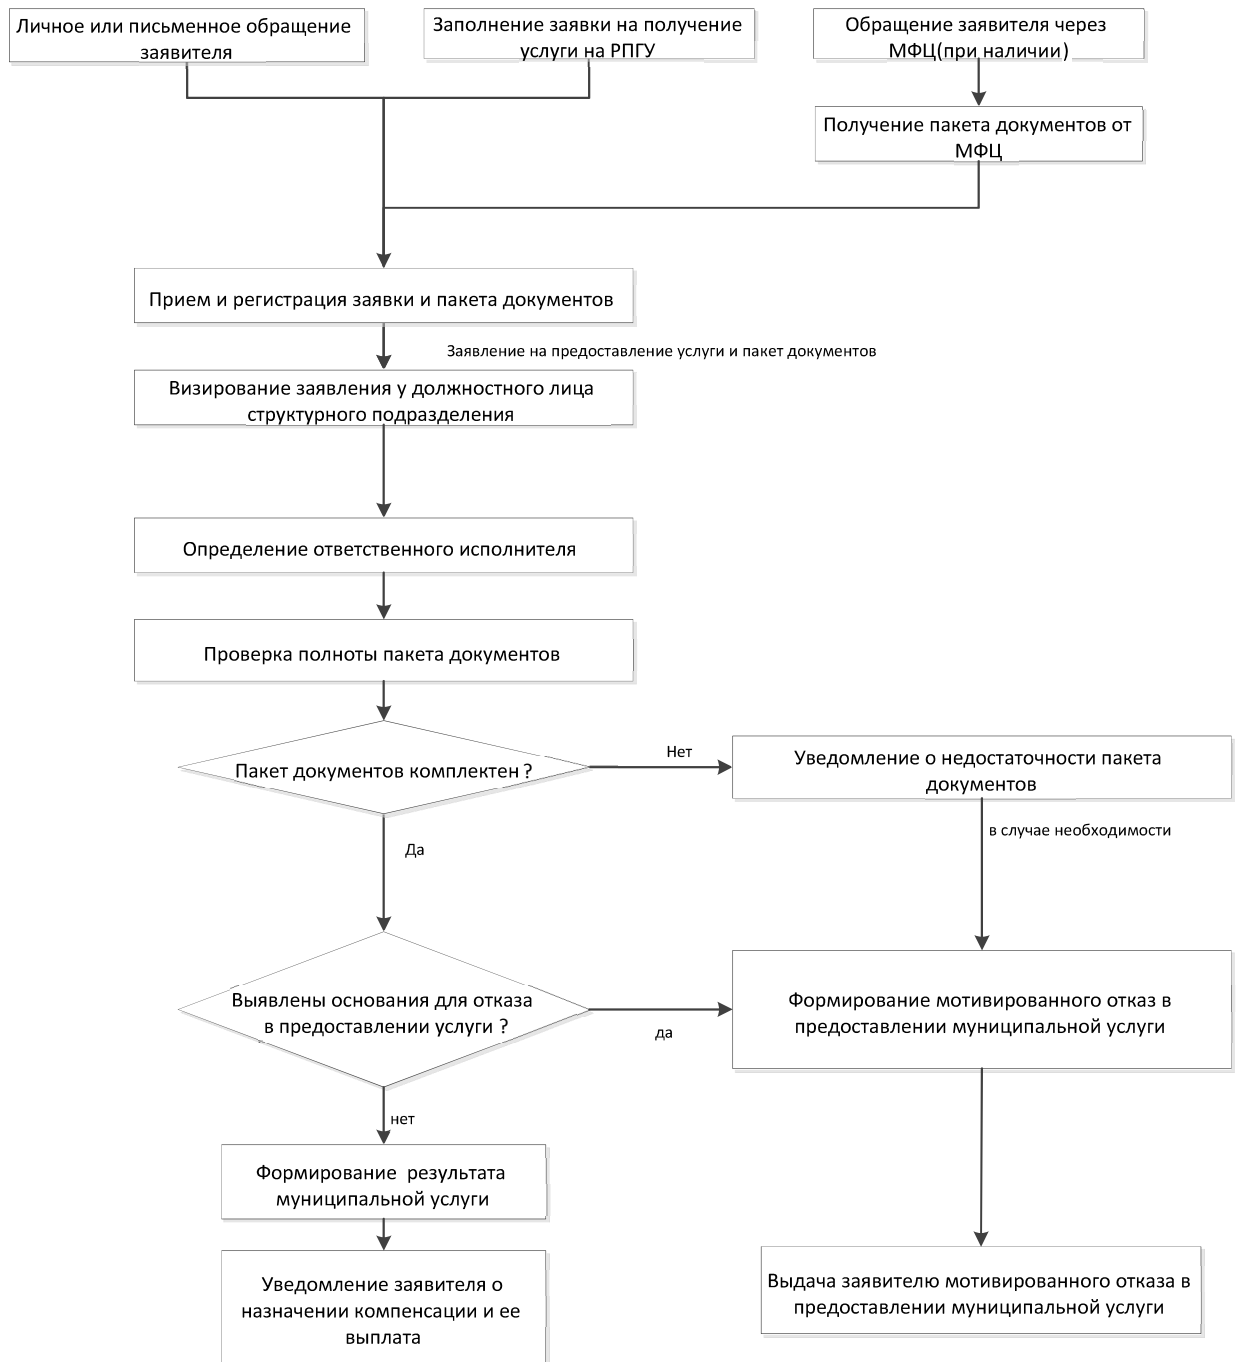 Личное или письменное обращение
заявителя
Заполнение заявки на получение
услуги на РПГУ
Обращение заявителя через
МФЦ(при наличии)
Получение пакета документов от
МФЦ
Прием и регистрация заявки и пакета документов
Заявление на предоставление услуги и пакет документов
Визирование заявления у должностного лица
структурного подразделения
Определение ответственного исполнителя
Проверка полноты пакета документов
Пакет документов комплектен ?
Нет
Уведомление о недостаточности пакета
документов
в случае необходимости
Да
Выявлены основания для отказа
в предоставлении услуги ?
да
Формирование мотивированного отказ в
предоставлении муниципальной услуги
нет
Формирование результата
муниципальной услуги
Уведомление заявителя о
назначении компенсации и ее
выплата
Выдача заявителю мотивированного отказа в
предоставлении муниципальной услуги